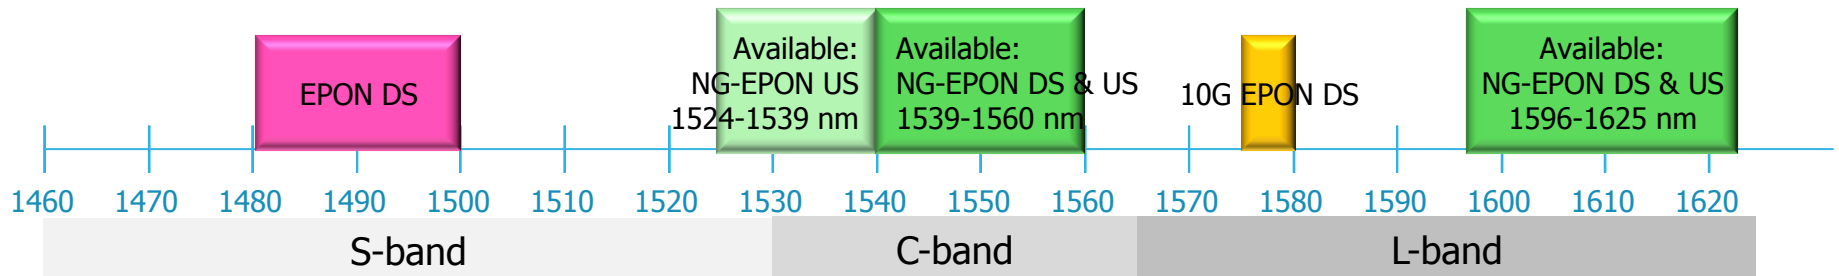 EPON DS
Available:
NG-EPON US
1524-1539 nm
Available:
NG-EPON DS & US
1539-1560 nm
10G EPON DS
Available:
NG-EPON DS & US
1596-1625 nm
1460 1470 1480 1490 1500 1510 1520 1530 1540 1550 1560 1570 1580 1590 1600 1610 1620
S-band C-band L-band